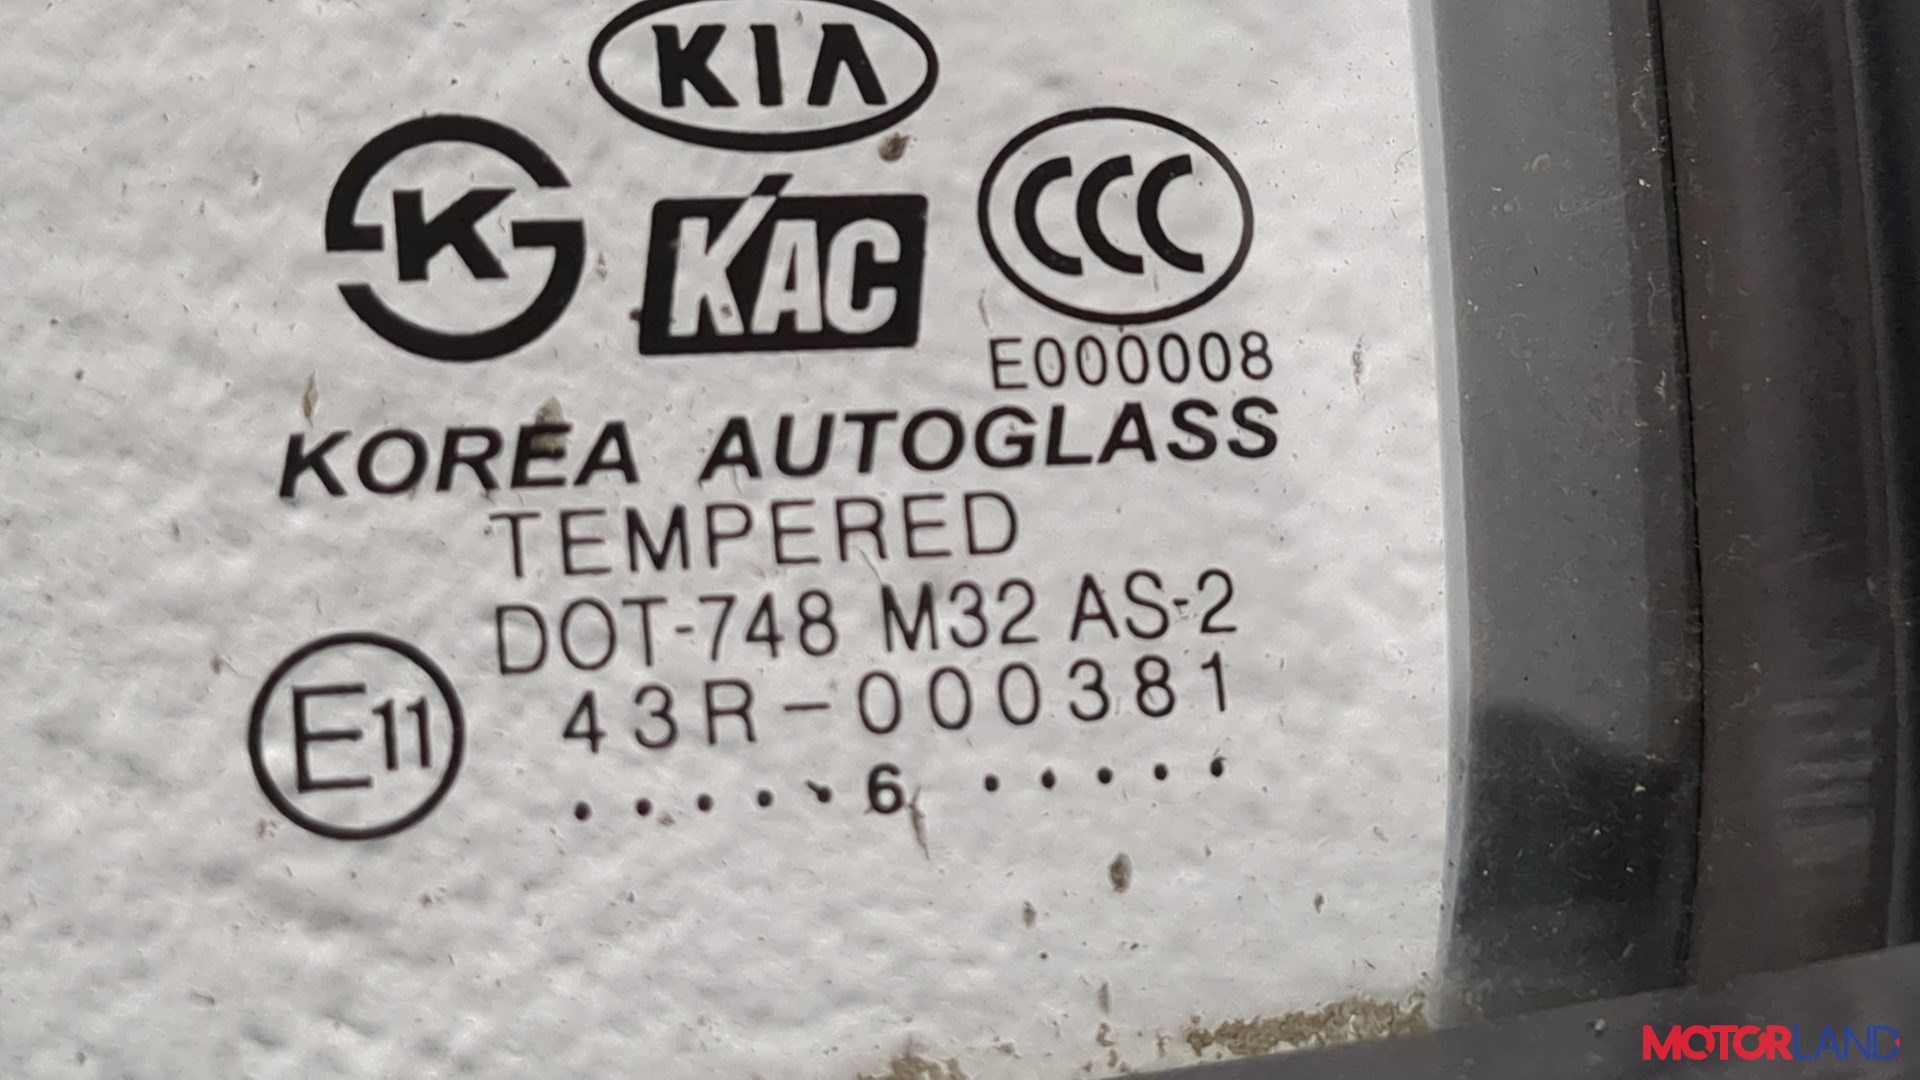 KIA
K
KAC
CCC
E000008
KOREA AUTOGLASS
TEMPERED
DOT-748 M32 AS-2
E11
43R-000381
.....6.....
MOTORLAND